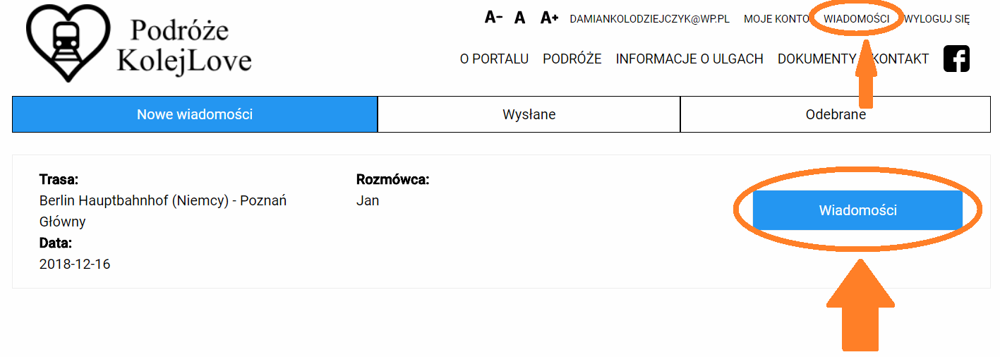 Podróże
KolejLove
A- A A+ DAMIANKOLODZIEJCZYK@WP.PL MOJE KONTO WIADOMOŚCI WYLOGUJ SIĘ
O PORTALU PODRÓŻE INFORMACJE O ULGACH DOKUMENTY KONTAKT
Nowe wiadomości Wysłane Odebrane
Trasa:
Berlin Hauptbahnhof (Niemcy) - Poznań
Główny
Data:
2018-12-16
Rozmówca:
Jan
Wiadomości